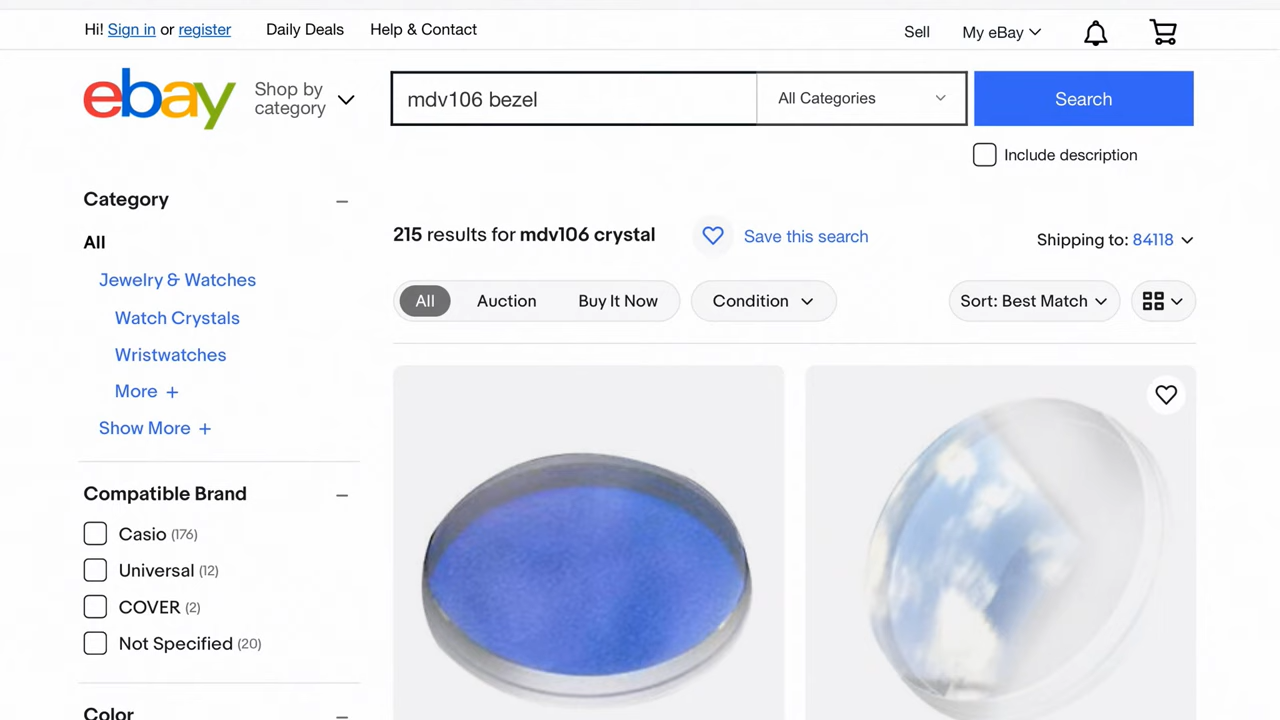 Hi! Sign in or register Daily Deals Help & Contact Sell My eBay
ebay Shop by category mdv106 bezel All Categories Search
Include description
Category
All
Jewelry & Watches
Watch Crystals
Wristwatches
More
Show More
Compatible Brand
Casio (176)
Universal (12)
COVER (2)
Not Specified (20)
Color
215 results for mdv106 crystal Save this search Shipping to: 84118
All Auction Buy It Now Condition Sort: Best Match